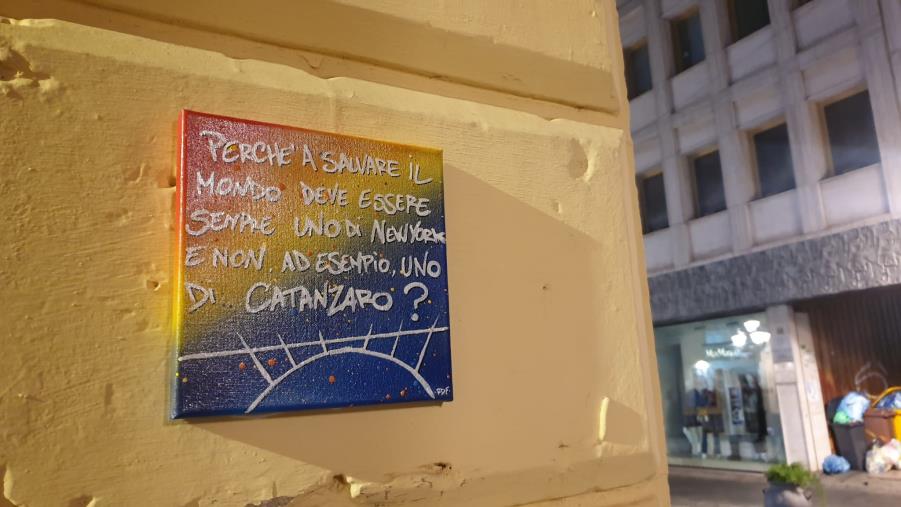 PERCHE' A SALVARE IL
MONDO DEVE ESSERE
SEMPRE UNO DI NEW YORK
E NON, AD ESEMPIO, UNO
DI... CATANZARO?